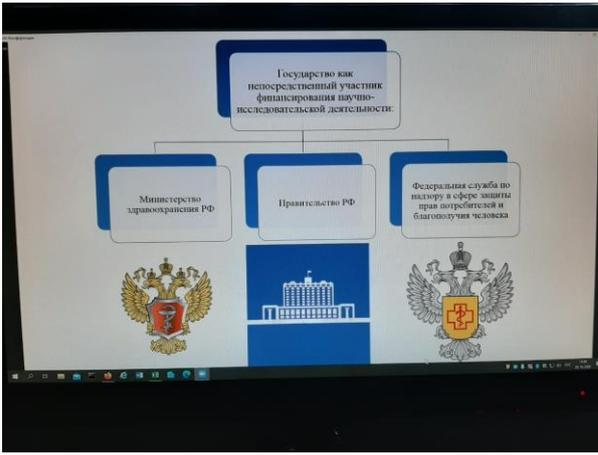 Государство как
непосредственный участник
финансирования научно-
исследовательской деятельности:
Министерство
здравоохранения РФ
Правительство РФ
Федеральная служба по
надзору в сфере защиты
прав потребителей и
благополучия человека